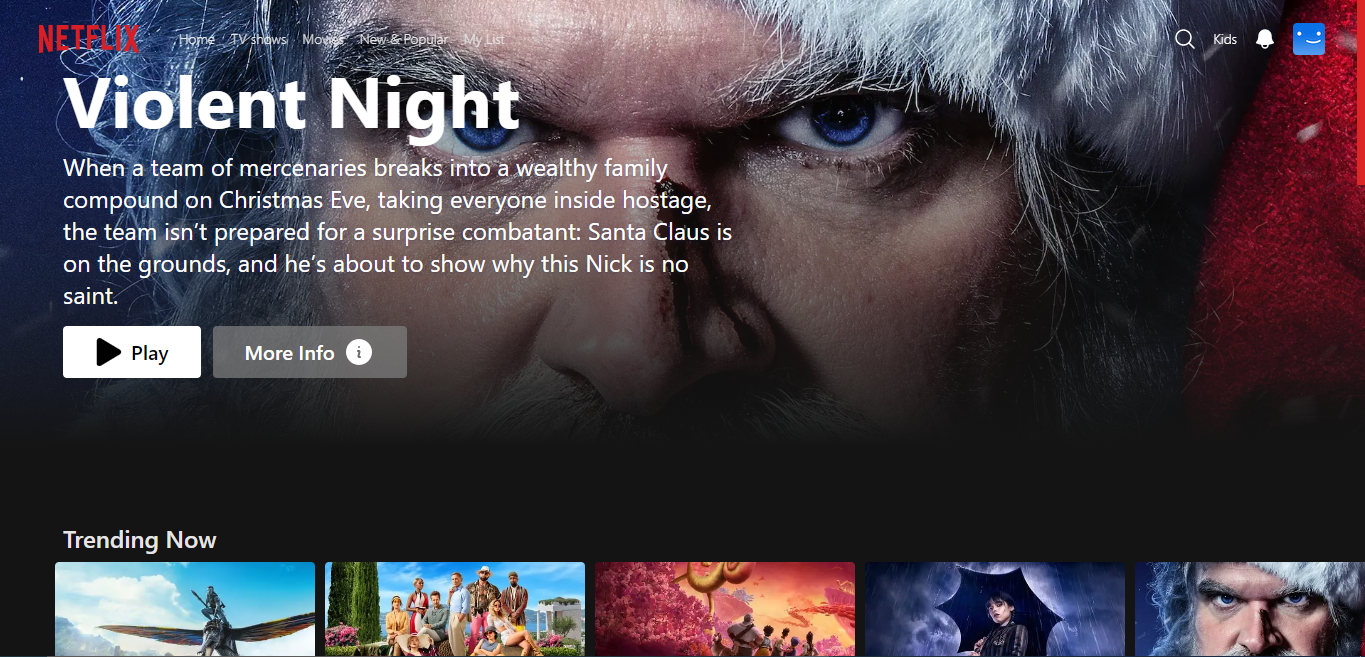 NETFLIX Home TV shows Movies New & Popular My List Kids
Violent Night
When a team of mercenaries breaks into a wealthy family
compound on Christmas Eve, taking everyone inside hostage,
the team isn’t prepared for a surprise combatant: Santa Claus is
on the grounds, and he’s about to show why this Nick is no
saint.
Play More Info i
Trending Now